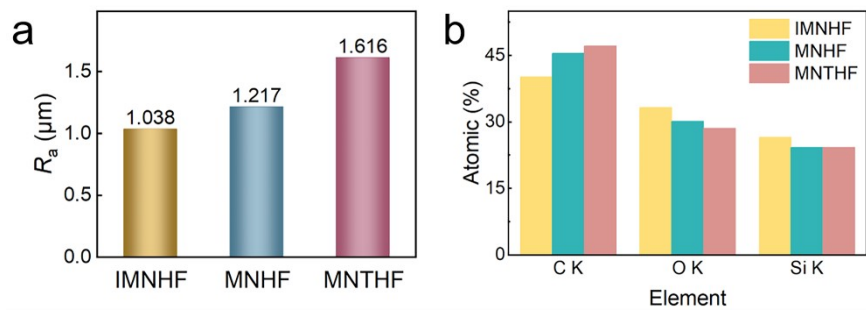 a
1.616
1.5
1.217
1.038
1.0
R_a (μm)
0.5
0.0
IMNHF MNHF MNTHF
b
IMNHF
MNHF
MNTHF
45
30
15
0
Atomic (%)
C K O K Si K
Element